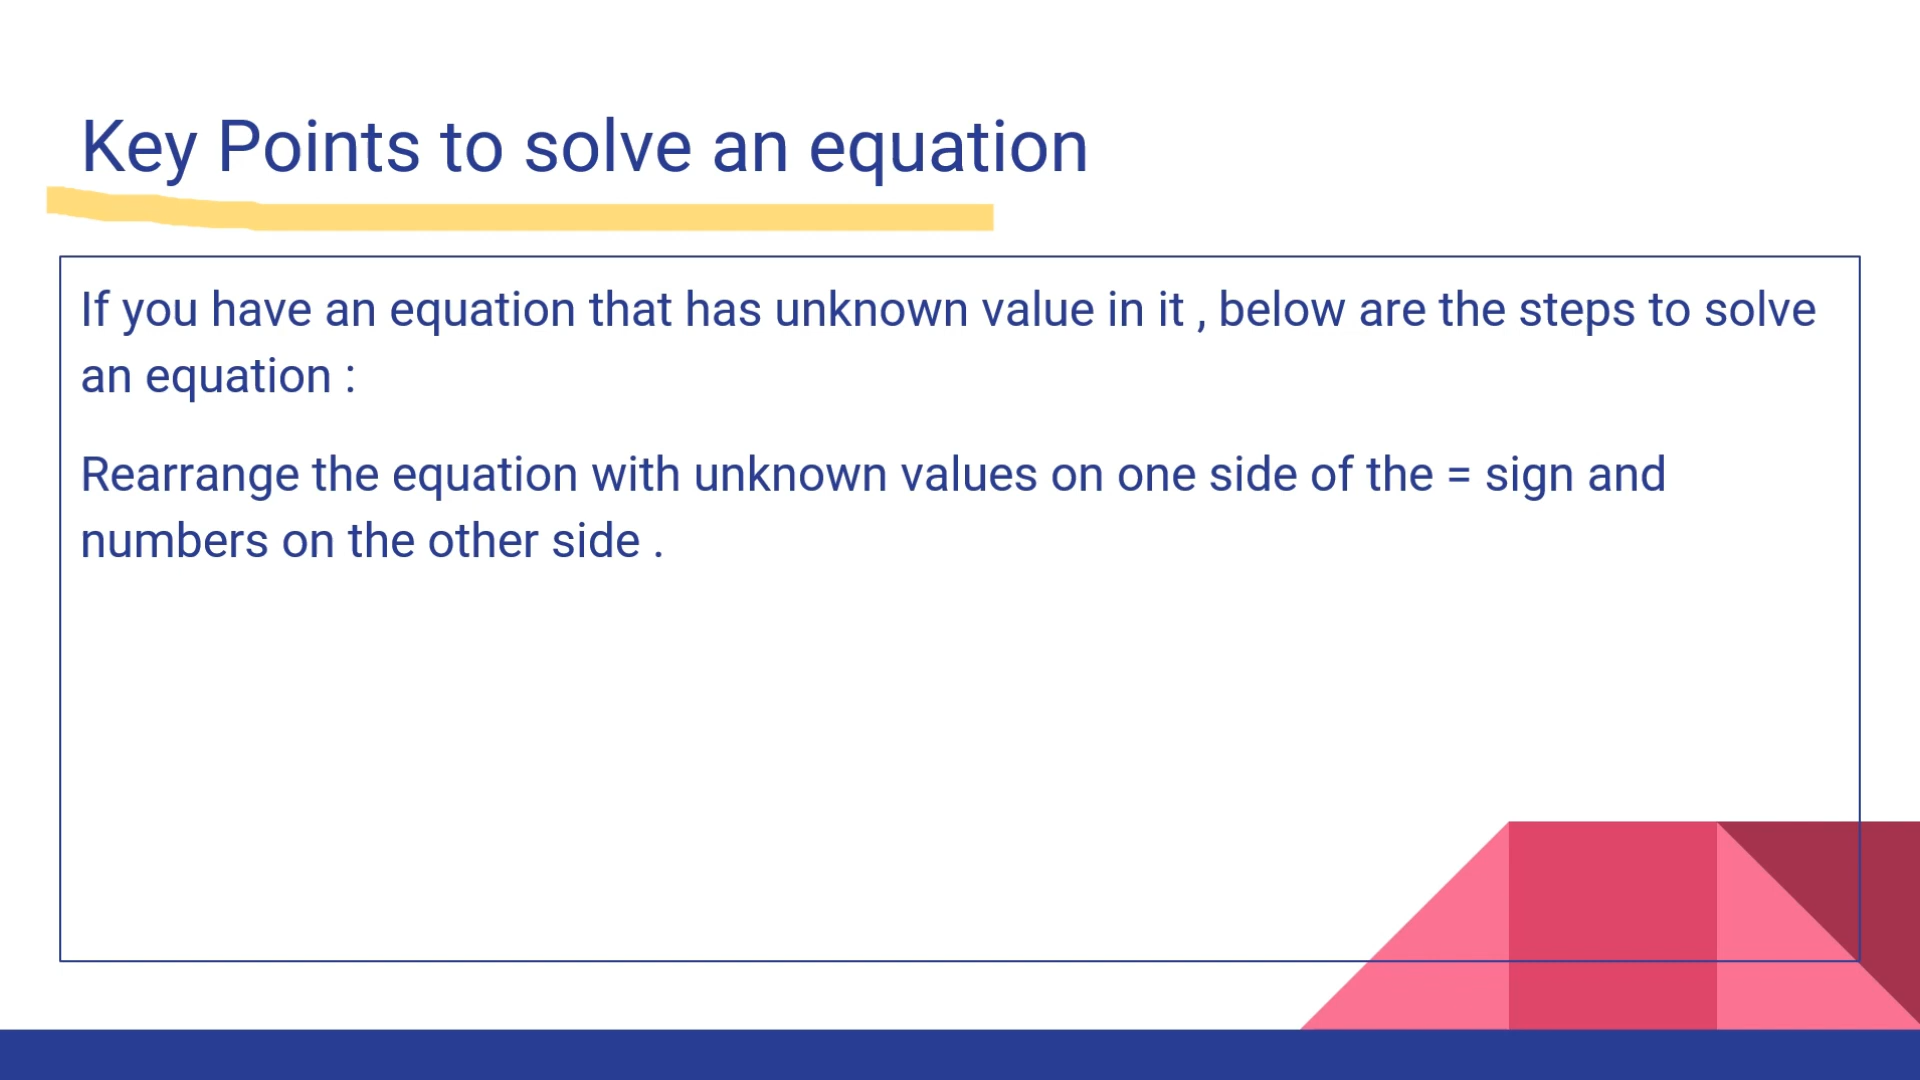 Key Points to solve an equation
If you have an equation that has unknown value in it , below are the steps to solve
an equation :
Rearrange the equation with unknown values on one side of the = sign and
numbers on the other side .